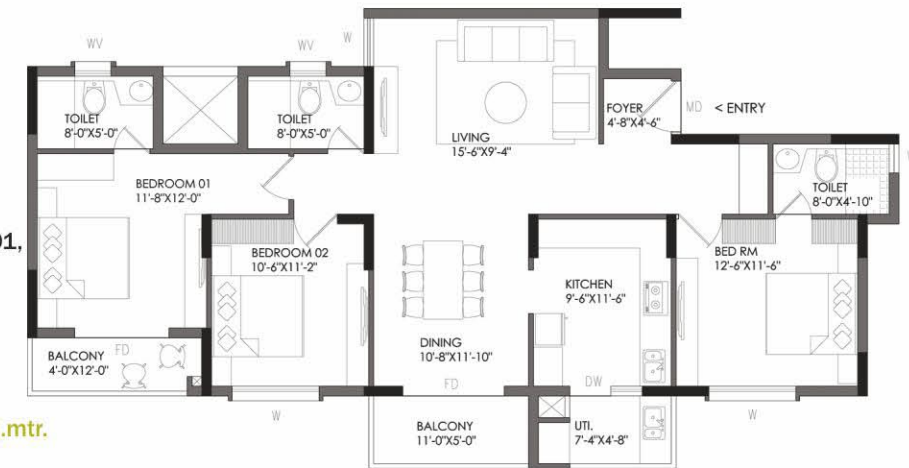 WV
WV
W
TOILET
8'-0"X5'-0"
TOILET
8'-0"X5'-0"
FOYER
4'-8"X4'-6"
MD
< ENTRY
LIVING
15'-6"X9'-4"
BEDROOM 01
11'-8"X12'-0"
TOILET
8'-0"X4'-10"
01,
BEDROOM 02
10'-6"X11'-2"
BED RM
12'-6"X11'-6"
KITCHEN
9'-6"X11'-6"
DINING
10'-8"X11'-10"
FD
BALCONY
4'-0"X12'-0"
FD
DW
W
W
BALCONY
11'-0"X5'-0"
UTI.
7'-4"X4'-8"
.mtr.